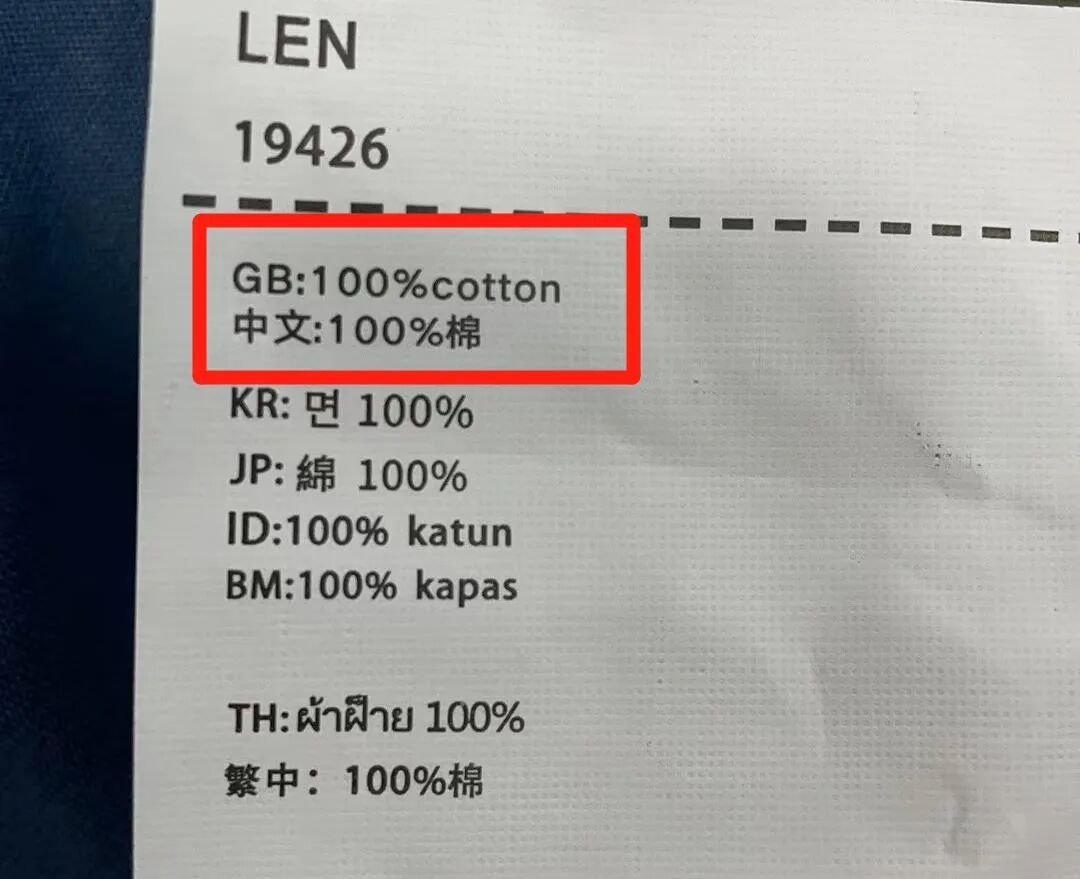 LEN
19426
GB:100%cotton
中文:100%棉
KR: 면 100%
JP: 綿 100%
ID:100% katun
BM:100% kapas
TH:ผ้าฝ้าย 100%
繁中：100%棉